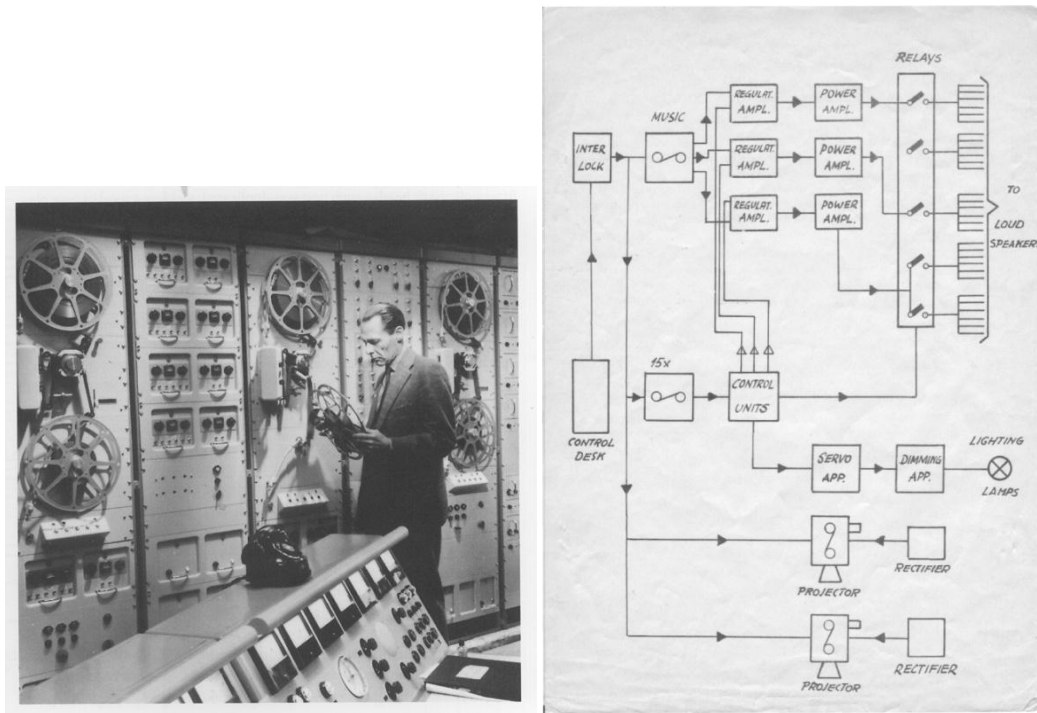 RELAYS
REGULAT.
AMPL.
POWER
AMPL.
MUSIC
INTER
LOCK
REGULAT.
AMPL.
POWER
AMPL.
REGULAT.
AMPL.
POWER
AMPL.
TO
LOUD
SPEAKERS
15x
CONTROL
UNITS
CONTROL
DESK
SERVO
APP.
DIMMING
APP.
LIGHTING
LAMPS
PROJECTOR
RECTIFIER
PROJECTOR
RECTIFIER